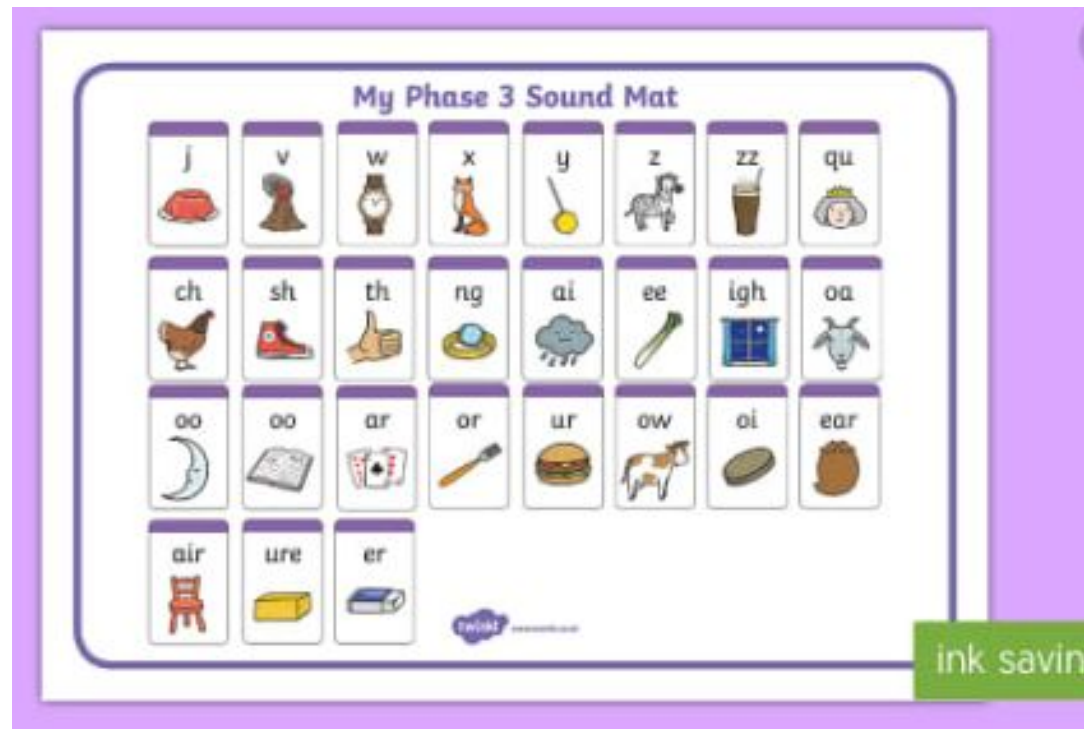 My Phase 3 Sound Mat
j v w x y z zz qu
ch sh th ng ai ee igh oa
oo oo ar or ur ow oi ear
air ure er
twinkl
ink savin